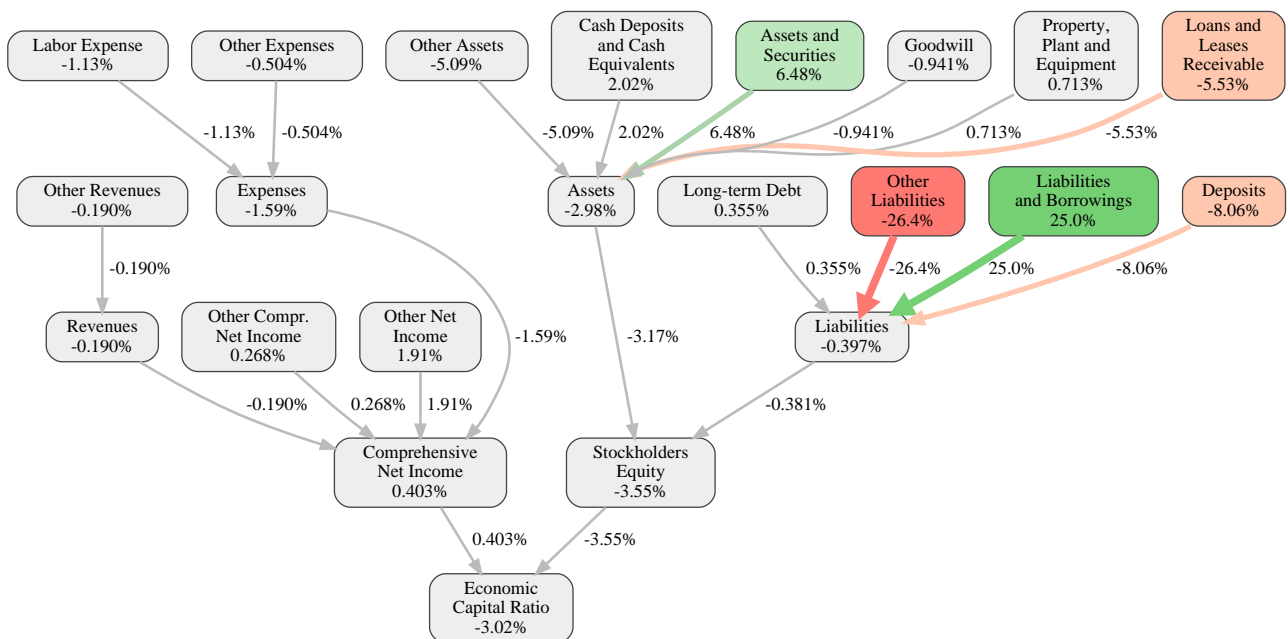 Labor Expense
-1.13%
Other Expenses
-0.504%
Other Assets
-5.09%
Cash Deposits
and Cash
Equivalents
2.02%
Assets and
Securities
6.48%
Goodwill
-0.941%
Property,
Plant and
Equipment
0.713%
Loans and
Leases
Receivable
-5.53%
-1.13%
-0.504%
-5.09%
2.02%
6.48%
-0.941%
0.713%
-5.53%
Other Revenues
-0.190%
Expenses
-1.59%
Assets
-2.98%
Long-term Debt
0.355%
Other
Liabilities
-26.4%
Liabilities
and Borrowings
25.0%
Deposits
-8.06%
-0.190%
0.355%
-26.4%
25.0%
-8.06%
Revenues
-0.190%
Other Compr.
Net Income
0.268%
Other Net
Income
1.91%
-1.59%
-3.17%
Liabilities
-0.397%
-0.190%
0.268%
1.91%
-0.381%
Comprehensive
Net Income
0.403%
Stockholders
Equity
-3.55%
0.403%
-3.55%
Economic
Capital Ratio
-3.02%